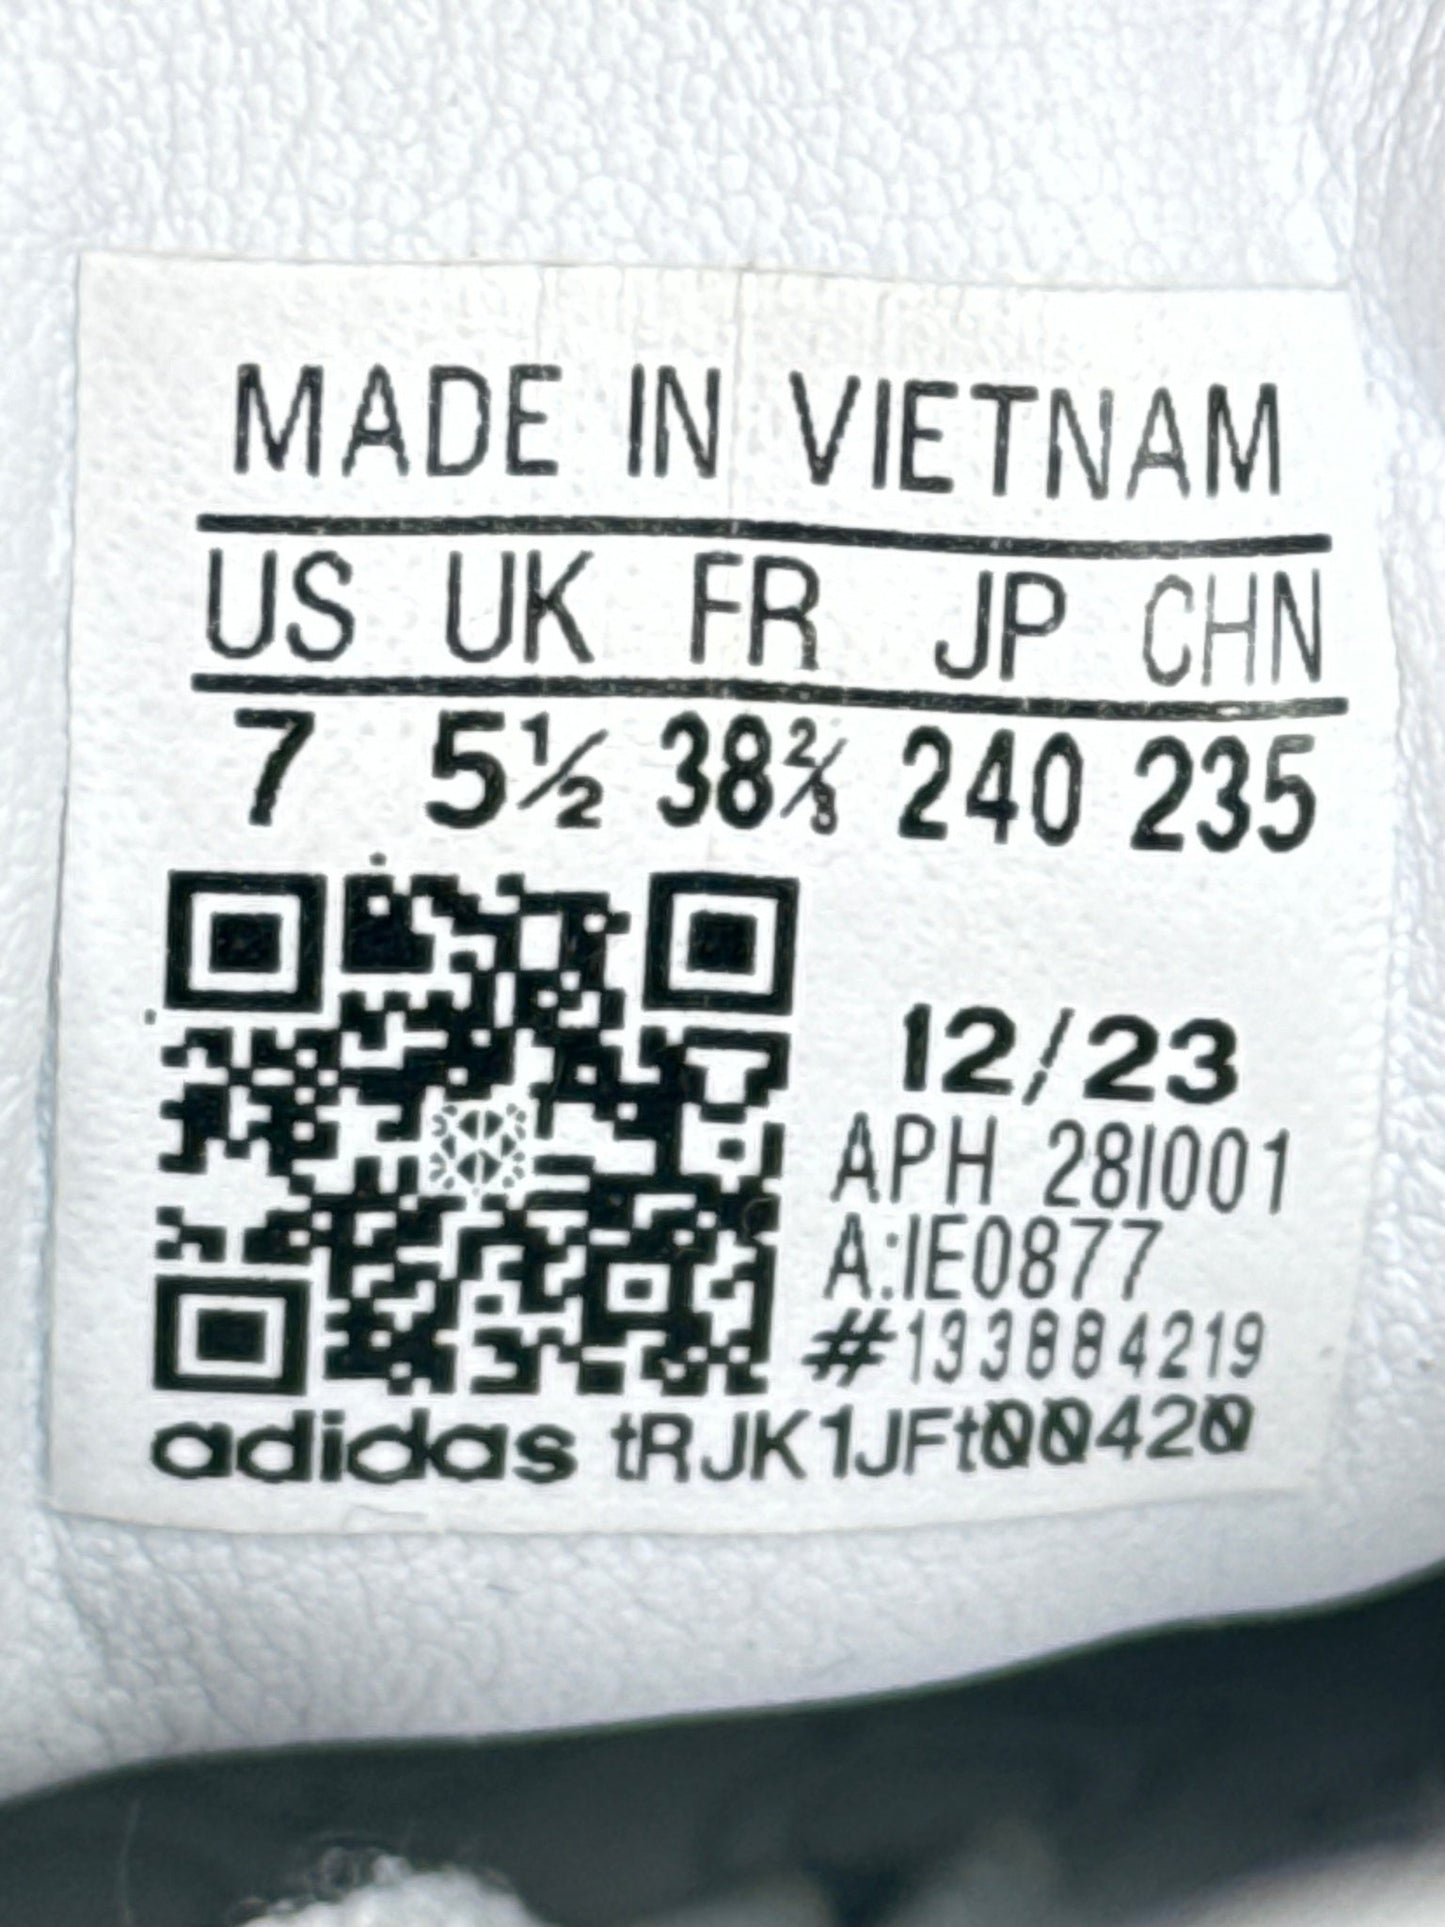 MADE IN VIETNAM
US UK FR JP CHN
7 5½ 38⅔ 240 235
12/23
APH 28I001
A:IE0877
#133884219
adidas tRJK1JFt00420